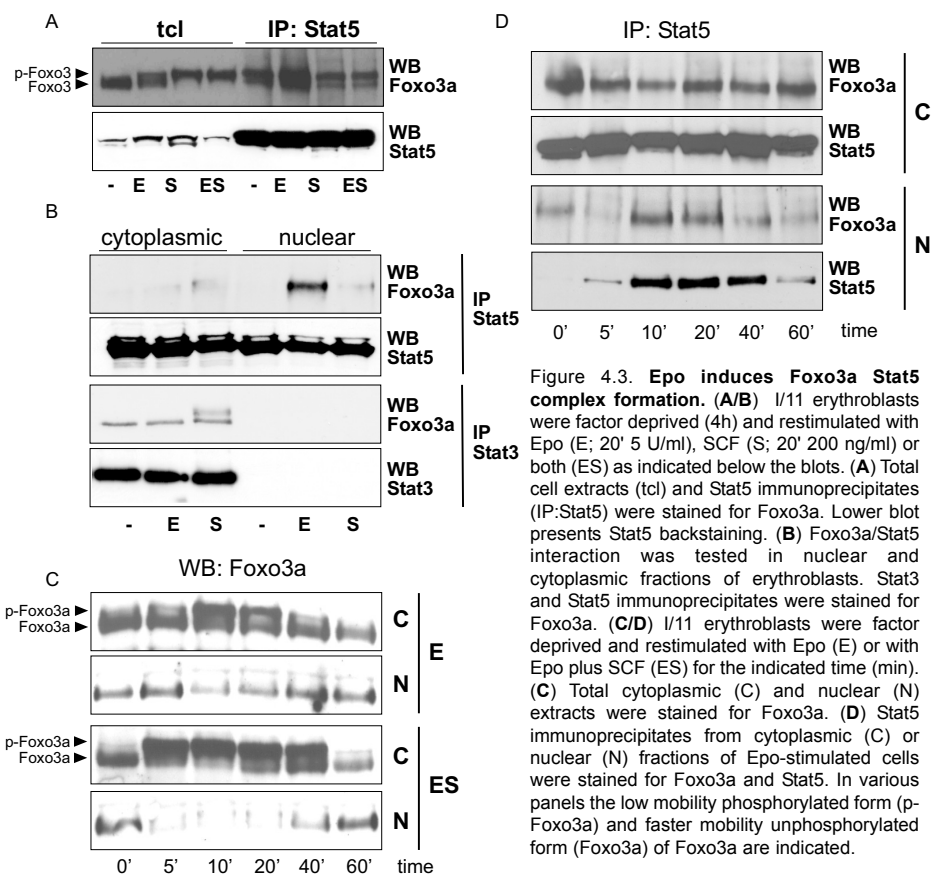 A
tcl IP: Stat5
p-Foxo3
Foxo3
WB
Foxo3a
WB
Stat5
- E S ES - E S ES
B
cytoplasmic nuclear
WB
Foxo3a
WB
Stat5
IP
Stat5
WB
Foxo3a
WB
Stat3
IP
Stat3
- E S - E S
C
WB: Foxo3a
p-Foxo3a
Foxo3a
C
N
E
p-Foxo3a
Foxo3a
C
N
ES
0' 5' 10' 20' 40' 60' time
D
IP: Stat5
WB
Foxo3a
WB
Stat5
C
WB
Foxo3a
WB
Stat5
N
0' 5' 10' 20' 40' 60' time
Figure 4.3. Epo induces Foxo3a Stat5
complex formation. (A/B) I/11 erythroblasts
were factor deprived (4h) and restimulated with
Epo (E; 20' 5 U/ml), SCF (S; 20' 200 ng/ml) or
both (ES) as indicated below the blots. (A) Total
cell extracts (tcl) and Stat5 immunoprecipitates
(IP:Stat5) were stained for Foxo3a. Lower blot
presents Stat5 backstaining. (B) Foxo3a/Stat5
interaction was tested in nuclear and
cytoplasmic fractions of erythroblasts. Stat3
and Stat5 immunoprecipitates were stained for
Foxo3a. (C/D) I/11 erythroblasts were factor
deprived and restimulated with Epo (E) or with
Epo plus SCF (ES) for the indicated time (min).
(C) Total cytoplasmic (C) and nuclear (N)
extracts were stained for Foxo3a. (D) Stat5
immunoprecipitates from cytoplasmic (C) or
nuclear (N) fractions of Epo-stimulated cells
were stained for Foxo3a and Stat5. In various
panels the low mobility phosphorylated form (p-
Foxo3a) and faster mobility unphosphorylated
form (Foxo3a) of Foxo3a are indicated.